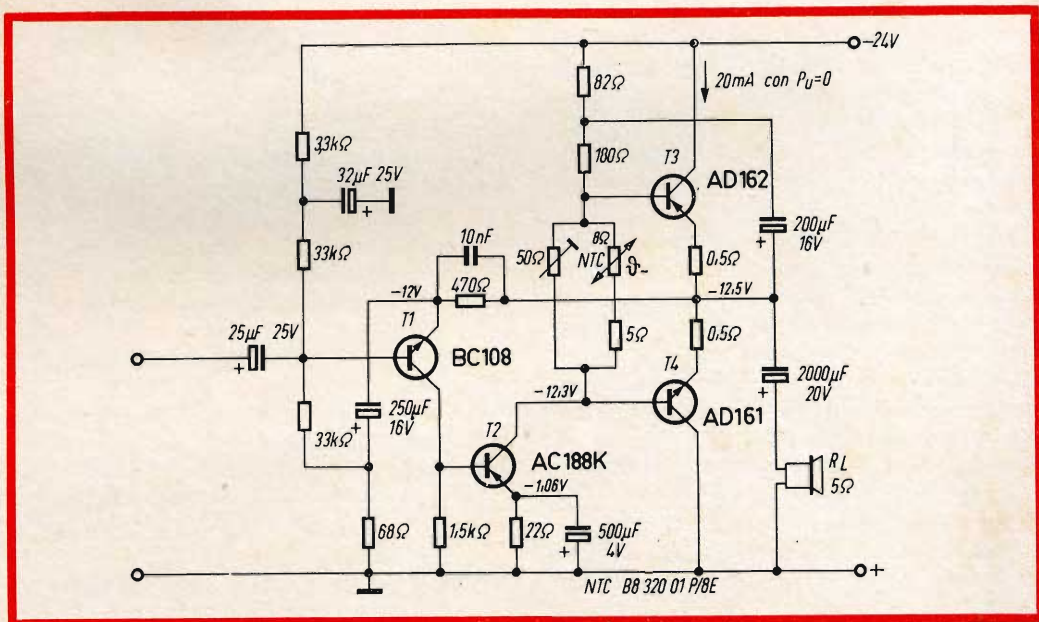 -24V
20mA con Pu=0
82Ω
3,3kΩ
180Ω
T3
AD162
32µF 25V
+
200µF
16V
+
10nF
50Ω
8Ω
NTC
ϑ-
0,5Ω
33kΩ
-12V
470Ω
-12,5V
T1
25µF 25V
+
BC108
5Ω
0,5Ω
T4
-12,3V
2000µF
20V
+
AD161
33kΩ
250µF
16V
+
T2
AC188K
-1,06V
RL
5Ω
68Ω
1,5kΩ
22Ω
500µF
4V
+
NTC B8 320 01 P/8E
+